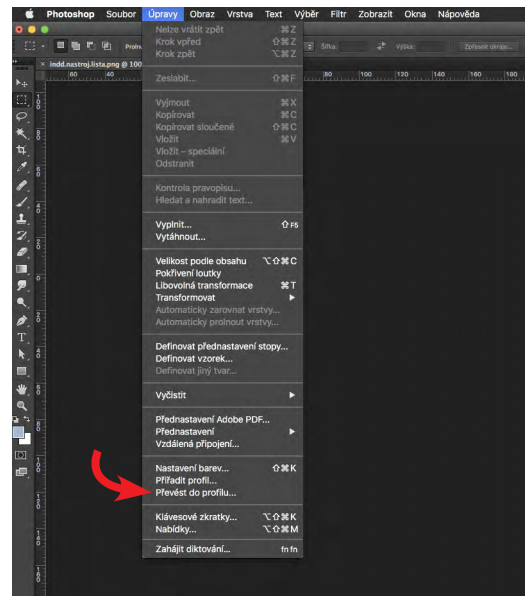 Photoshop Soubor Úpravy Obraz Vrstva Text Výběr Filtr Zobrazit Okna Nápověda
Prolnu Šířka: Výška: Zpřesnit okraje...
× indd.nastroj.lista.png @ 100
60 40 80 100 120 140 160 180
Nelze vrátit zpět ⌘Z
Krok vpřed ⇧⌘Z
Krok zpět ⌥⌘Z
Zeslabit... ⇧⌘F
Vyjmout ⌘X
Kopírovat ⌘C
Kopírovat sloučené ⇧⌘C
Vložit ⌘V
Vložit – speciální
Odstranit
Kontrola pravopisu...
Hledat a nahradit text...
Vyplnit... ⇧F5
Vytáhnout...
Velikost podle obsahu ⌥⇧⌘C
Pokřivení loutky
Libovolná transformace ⌘T
Transformovat ▶
Automaticky zarovnat vrstvy...
Automaticky prolnout vrstvy...
Definovat přednastavení stopy...
Definovat vzorek...
Definovat jiný tvar...
Vyčistit ▶
Přednastavení Adobe PDF...
Přednastavení ▶
Vzdálená připojení...
Nastavení barev... ⇧⌘K
Přiřadit profil...
Převést do profilu...
Klávesové zkratky... ⌥⇧⌘K
Nabídky... ⌥⇧⌘M
Zahájit diktování... fn fn